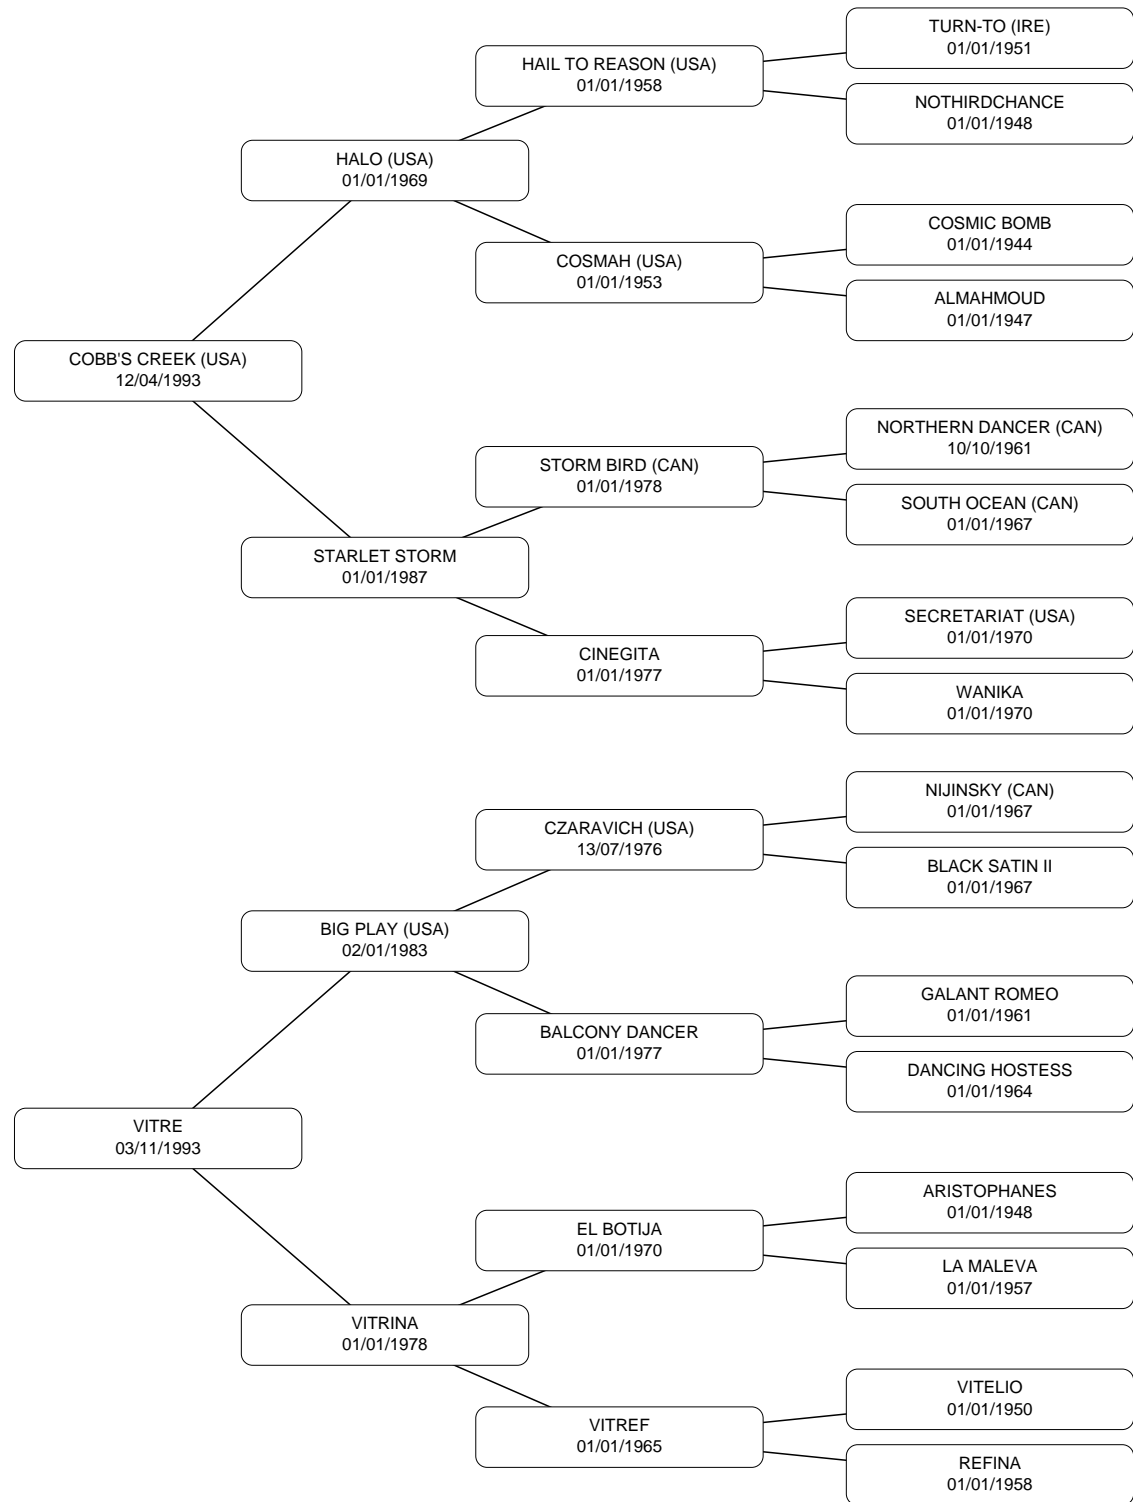 TURN-TO (IRE)
01/01/1951
HAIL TO REASON (USA)
01/01/1958
NOTHIRDCHANCE
01/01/1948
HALO (USA)
01/01/1969
COSMIC BOMB
01/01/1944
COSMAH (USA)
01/01/1953
ALMAHMOUD
01/01/1947
COBB'S CREEK (USA)
12/04/1993
NORTHERN DANCER (CAN)
10/10/1961
STORM BIRD (CAN)
01/01/1978
SOUTH OCEAN (CAN)
01/01/1967
STARLET STORM
01/01/1987
SECRETARIAT (USA)
01/01/1970
CINEGITA
01/01/1977
WANIKA
01/01/1970
NIJINSKY (CAN)
01/01/1967
CZARAVICH (USA)
13/07/1976
BLACK SATIN II
01/01/1967
BIG PLAY (USA)
02/01/1983
GALANT ROMEO
01/01/1961
BALCONY DANCER
01/01/1977
DANCING HOSTESS
01/01/1964
VITRE
03/11/1993
ARISTOPHANES
01/01/1948
EL BOTIJA
01/01/1970
LA MALEVA
01/01/1957
VITRINA
01/01/1978
VITELIO
01/01/1950
VITREF
01/01/1965
REFINA
01/01/1958